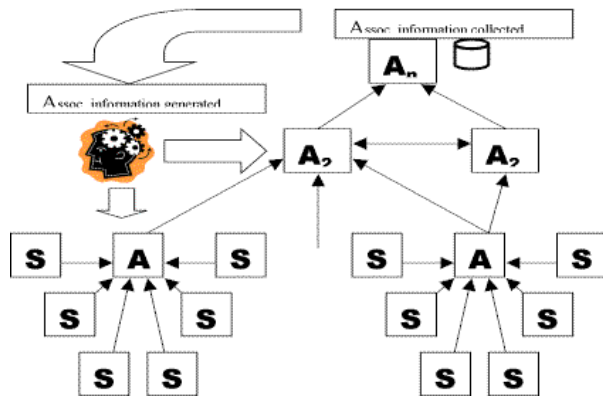 Assoc. information collected
An
Assoc. information generated
A2 A2
S A S S A S
S S S S
S S S S